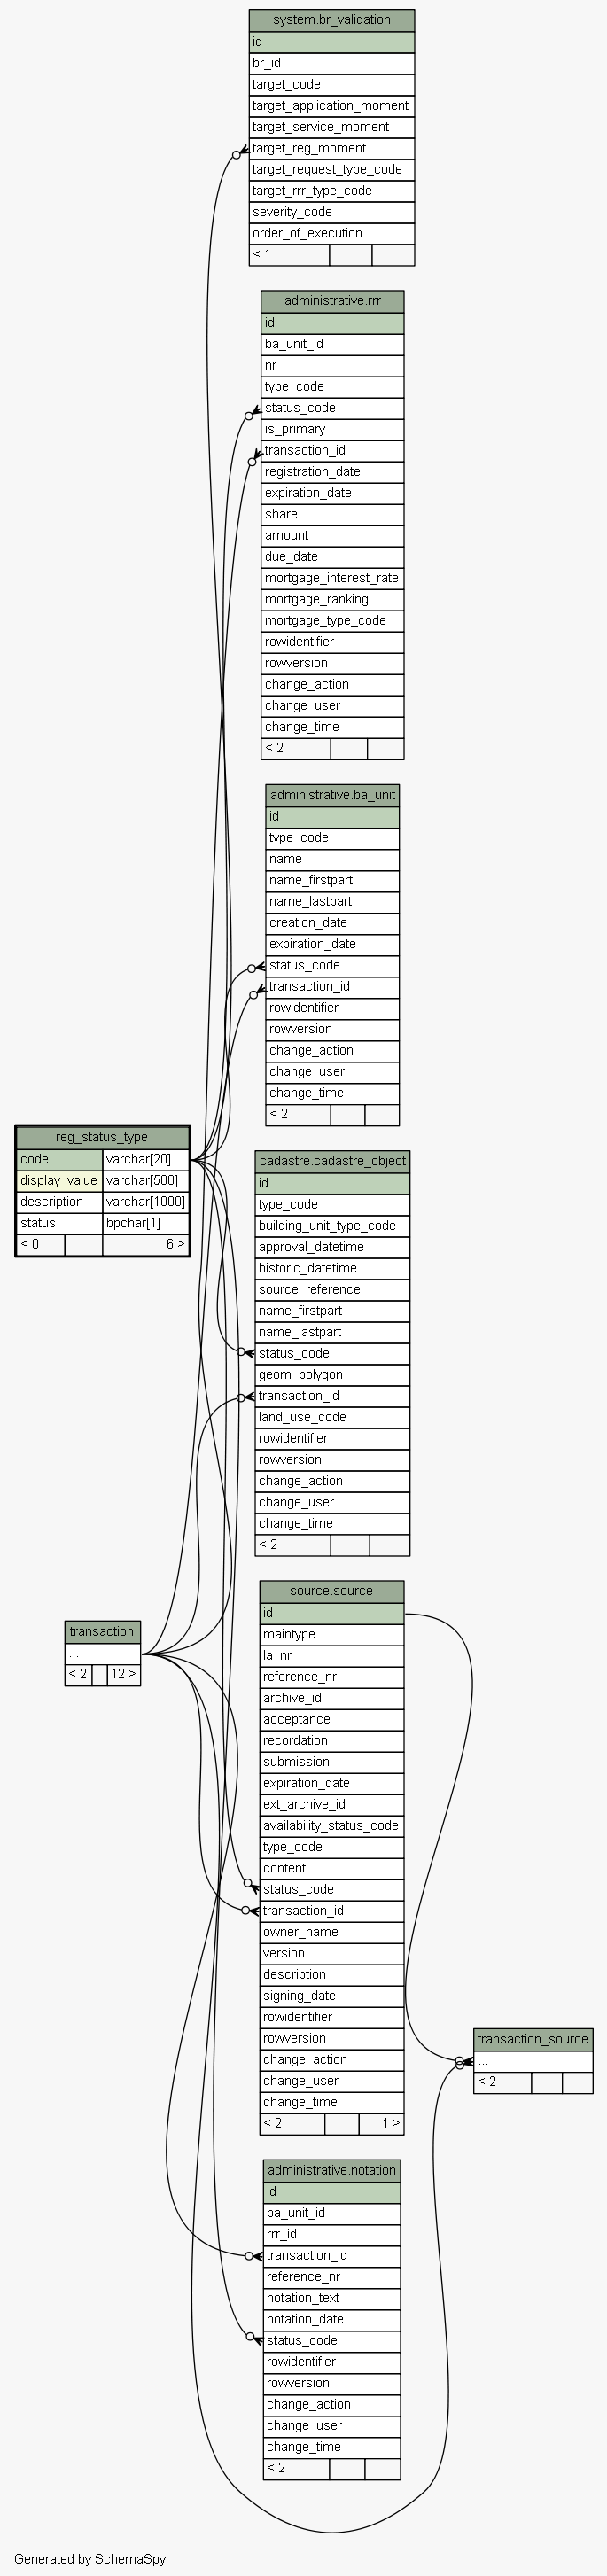 system.br_validation
id
br_id
target_code
target_application_moment
target_service_moment
target_reg_moment
target_request_type_code
target_rrr_type_code
severity_code
order_of_execution
< 1
administrative.rrr
id
ba_unit_id
nr
type_code
status_code
is_primary
transaction_id
registration_date
expiration_date
share
amount
due_date
mortgage_interest_rate
mortgage_ranking
mortgage_type_code
rowidentifier
rowversion
change_action
change_user
change_time
< 2
administrative.ba_unit
id
type_code
name
name_firstpart
name_lastpart
creation_date
expiration_date
status_code
transaction_id
rowidentifier
rowversion
change_action
change_user
change_time
< 2
reg_status_type
code varchar[20]
display_value varchar[500]
description varchar[1000]
status bpchar[1]
< 0 6 >
cadastre.cadastre_object
id
type_code
building_unit_type_code
approval_datetime
historic_datetime
source_reference
name_firstpart
name_lastpart
status_code
geom_polygon
transaction_id
land_use_code
rowidentifier
rowversion
change_action
change_user
change_time
< 2
transaction
...
< 2 12 >
source.source
id
maintype
la_nr
reference_nr
archive_id
acceptance
recordation
submission
expiration_date
ext_archive_id
availability_status_code
type_code
content
status_code
transaction_id
owner_name
version
description
signing_date
rowidentifier
rowversion
change_action
change_user
change_time
< 2 1 >
transaction_source
...
< 2
administrative.notation
id
ba_unit_id
rrr_id
transaction_id
reference_nr
notation_text
notation_date
status_code
rowidentifier
rowversion
change_action
change_user
change_time
< 2
Generated by SchemaSpy